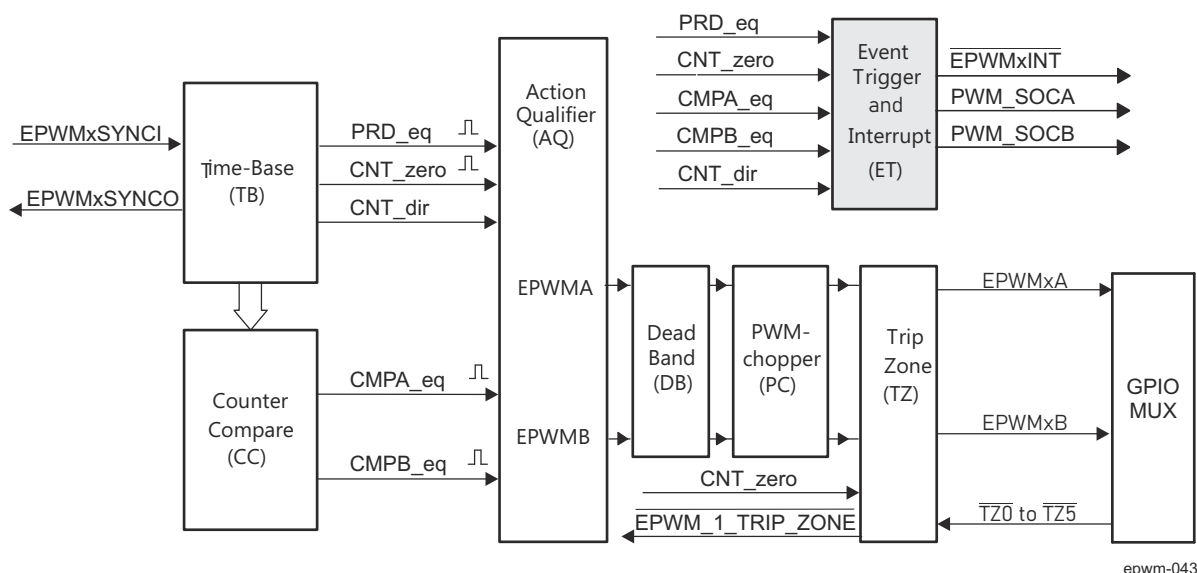 EPWMxSYNCI
EPWMxSYNCO
Time-Base
(TB)
PRD_eq
CNT_zero
CNT_dir
Counter
Compare
(CC)
CMPA_eq
CMPB_eq
Action
Qualifier
(AQ)
EPWMA
EPWMB
PRD_eq
CNT_zero
CMPA_eq
CMPB_eq
CNT_dir
Event
Trigger
and
Interrupt
(ET)
EPWMxINT
PWM_SOCA
PWM_SOCB
Dead
Band
(DB)
PWM-
chopper
(PC)
Trip
Zone
(TZ)
CNT_zero
EPWM_1_TRIP_ZONE
EPWMxA
EPWMxB
TZ0 to TZ5
GPIO
MUX
epwm-043